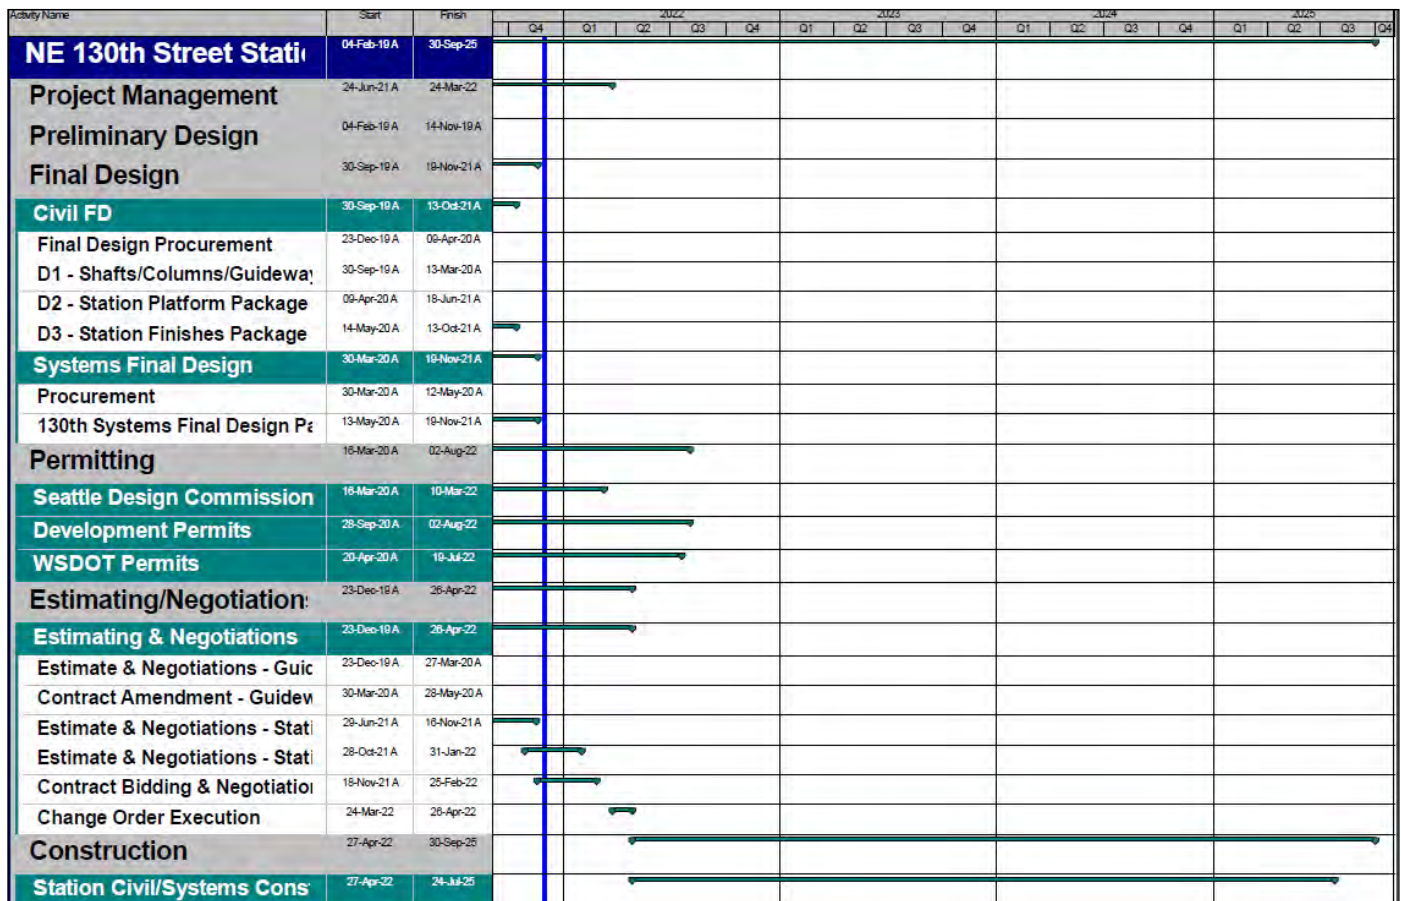 Activity Name Start Finish 2022 2023 2024 2025
Q4 Q1 Q2 Q3 Q4 Q1 Q2 Q3 Q4 Q1 Q2 Q3 Q4 Q1 Q2 Q3 Q4
NE 130th Street Stati 04-Feb-19 A 30-Sep-25
Project Management 24-Jun-21 A 24-Mar-22
Preliminary Design 04-Feb-19 A 14-Nov-19 A
Final Design 30-Sep-19 A 19-Nov-21 A
Civil FD 30-Sep-19 A 13-Oct-21 A
Final Design Procurement 23-Dec-19 A 09-Apr-20 A
D1 - Shafts/Columns/Guideway 30-Sep-19 A 13-Mar-20 A
D2 - Station Platform Package 09-Apr-20 A 18-Jun-21 A
D3 - Station Finishes Package 14-May-20 A 13-Oct-21 A
Systems Final Design 30-Mar-20 A 19-Nov-21 A
Procurement 30-Mar-20 A 12-May-20 A
130th Systems Final Design Pa 13-May-20 A 19-Nov-21 A
Permitting 16-Mar-20 A 02-Aug-22
Seattle Design Commission 16-Mar-20 A 10-Mar-22
Development Permits 28-Sep-20 A 02-Aug-22
WSDOT Permits 20-Apr-20 A 19-Jul-22
Estimating/Negotiations 23-Dec-19 A 26-Apr-22
Estimating & Negotiations 23-Dec-19 A 26-Apr-22
Estimate & Negotiations - Guid 23-Dec-19 A 27-Mar-20 A
Contract Amendment - Guidew 30-Mar-20 A 28-May-20 A
Estimate & Negotiations - Stati 29-Jun-21 A 16-Nov-21 A
Estimate & Negotiations - Stati 28-Oct-21 A 31-Jan-22
Contract Bidding & Negotiation 18-Nov-21 A 25-Feb-22
Change Order Execution 24-Mar-22 26-Apr-22
Construction 27-Apr-22 30-Sep-25
Station Civil/Systems Cons 27-Apr-22 24-Jul-25